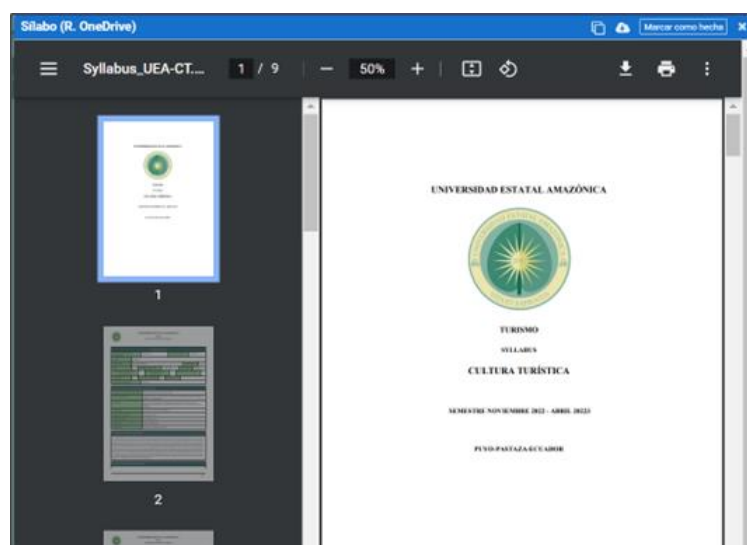 Sílabo (R. OneDrive)
Marcar como hecha
Syllabus_UEA-CT.... 1 / 9 — 50% +
1
2
UNIVERSIDAD ESTATAL AMAZÓNICA
TURISMO
SYLLABUS
CULTURA TURÍSTICA
SEMESTRE NOVIEMBRE 2022 - ABRIL 20223
PUYO-PASTAZA-ECUADOR